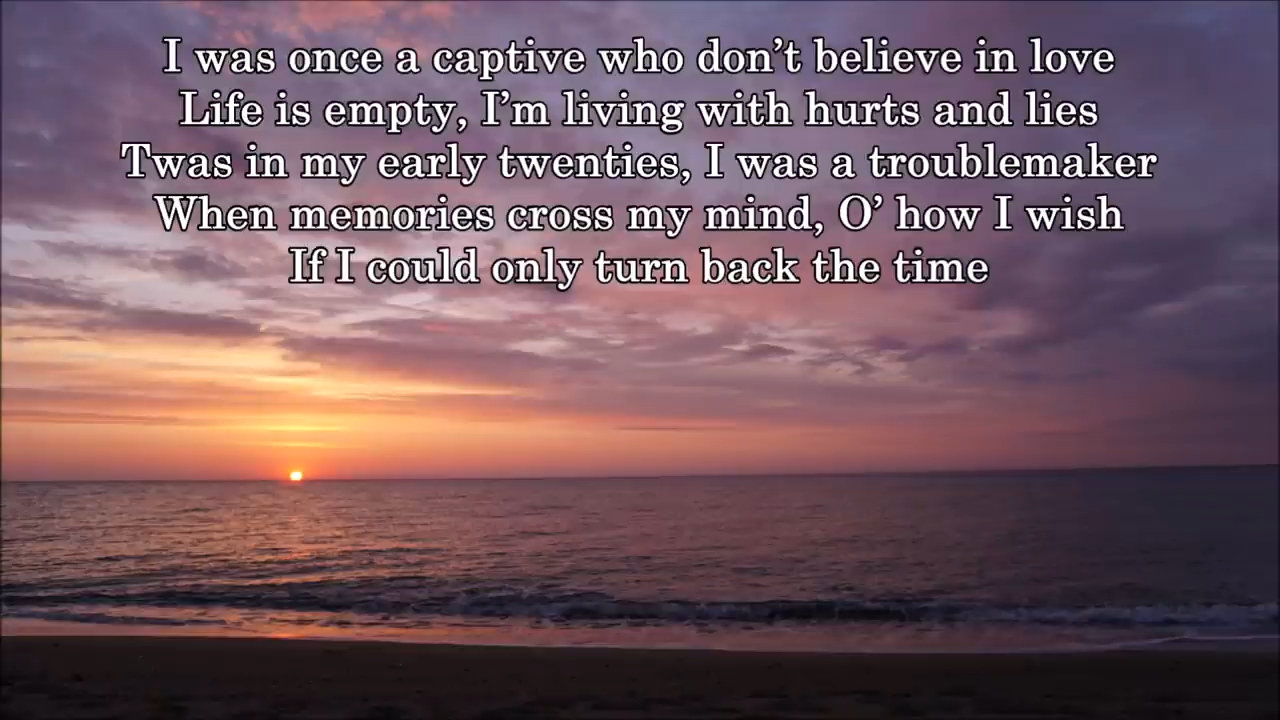 I was once a captive who don’t believe in love
Life is empty, I’m living with hurts and lies
Twas in my early twenties, I was a troublemaker
When memories cross my mind, O’ how I wish
If I could only turn back the time